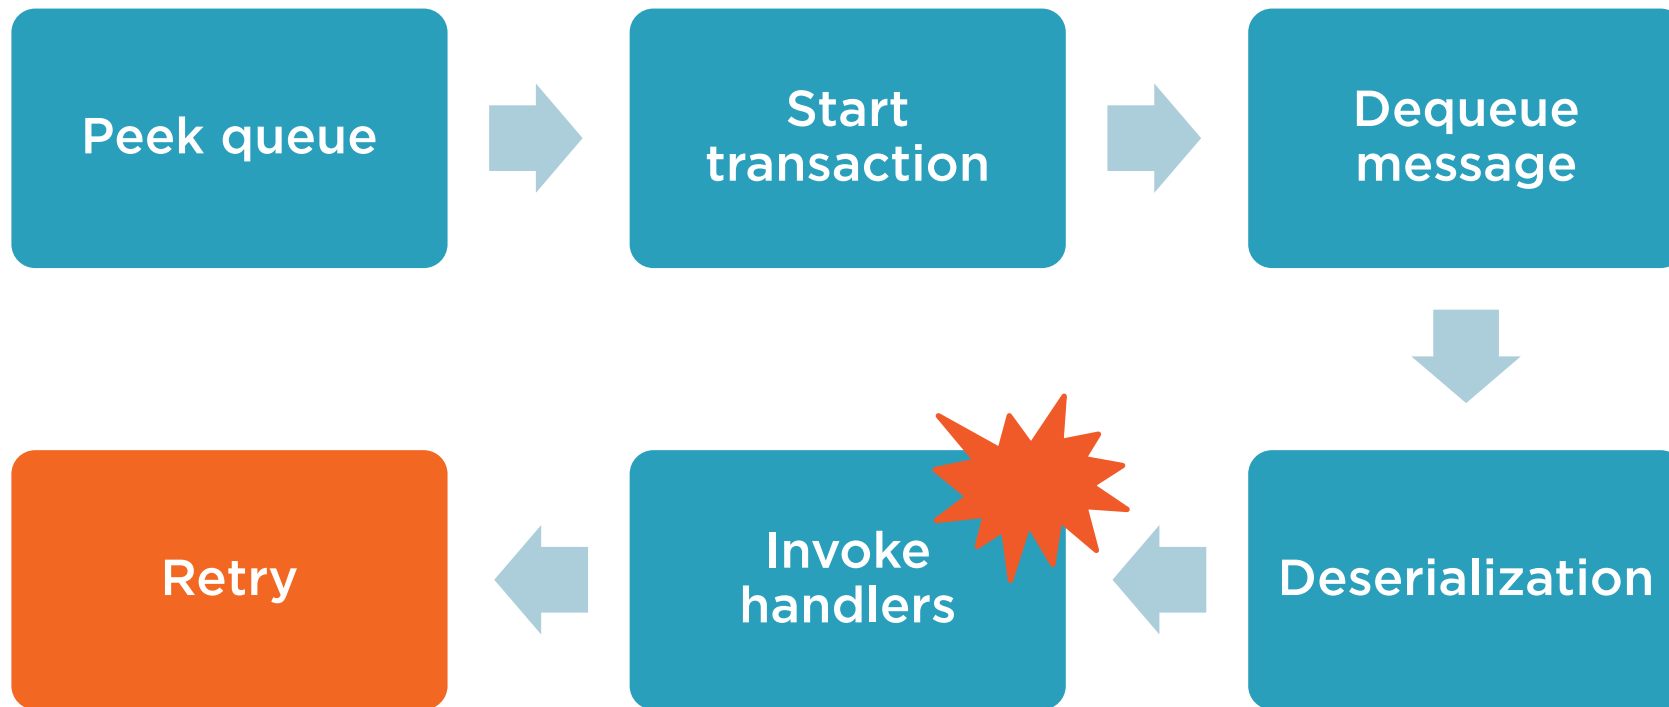 Peek queue
Start
transaction
Dequeue
message
Deserialization
Invoke
handlers
Retry